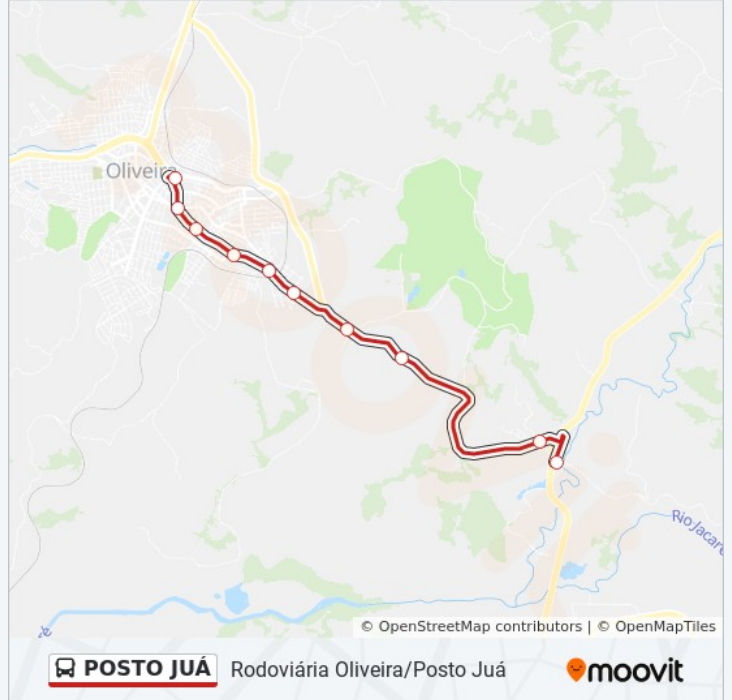 Oliveira
Rio Jacaré
© OpenStreetMap contributors | © OpenMapTiles
POSTO JUÁ Rodoviária Oliveira/Posto Juá moovit